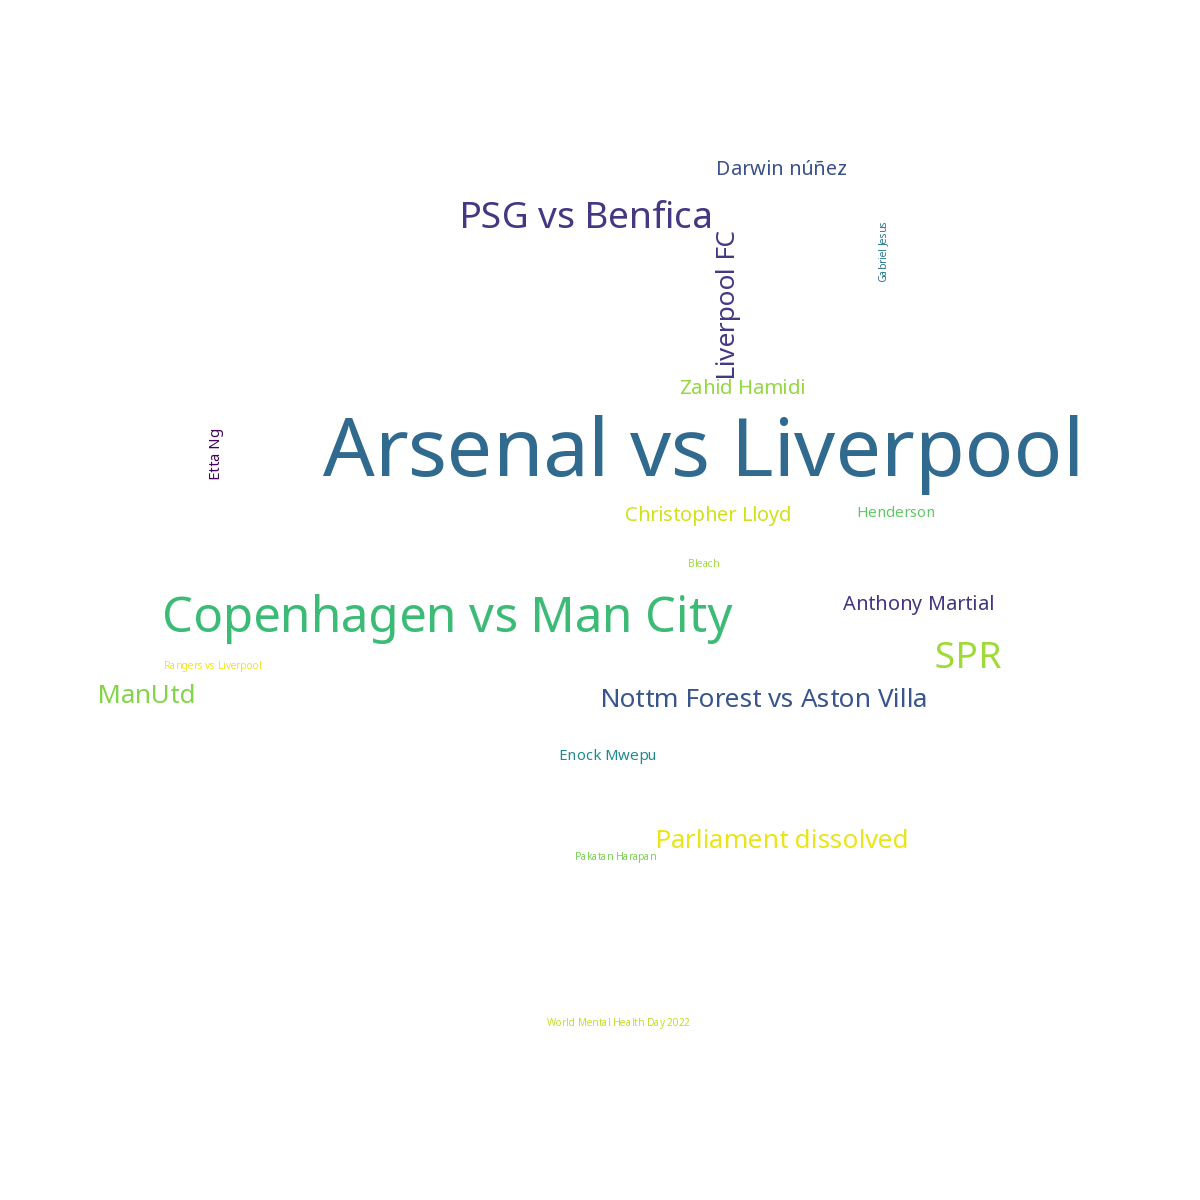 Darwin núñez
PSG vs Benfica
Gabriel Jesus
Liverpool FC
Zahid Hamidi
Arsenal vs Liverpool
Etta Ng
Christopher Lloyd
Henderson
Bleach
Copenhagen vs Man City
Anthony Martial
SPR
Rangers vs Liverpool
ManUtd
Nottm Forest vs Aston Villa
Enock Mwepu
Parliament dissolved
Pakatan Harapan
World Mental Health Day 2022